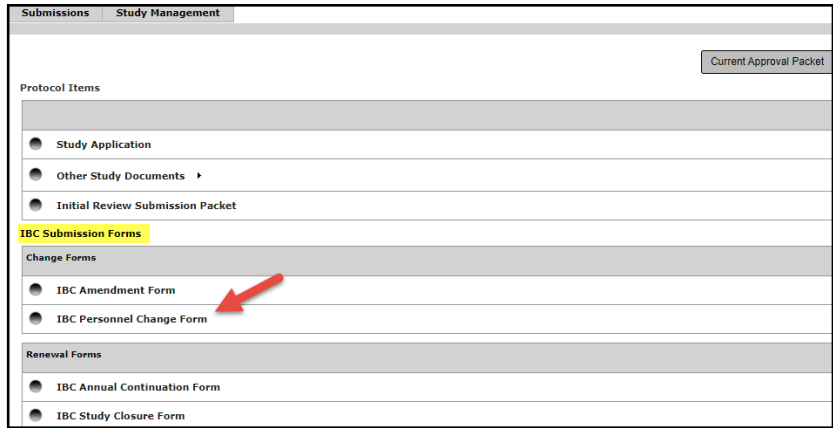 Submissions Study Management
Current Approval Packet
Protocol Items
Study Application
Other Study Documents
Initial Review Submission Packet
IBC Submission Forms
Change Forms
IBC Amendment Form
IBC Personnel Change Form
Renewal Forms
IBC Annual Continuation Form
IBC Study Closure Form